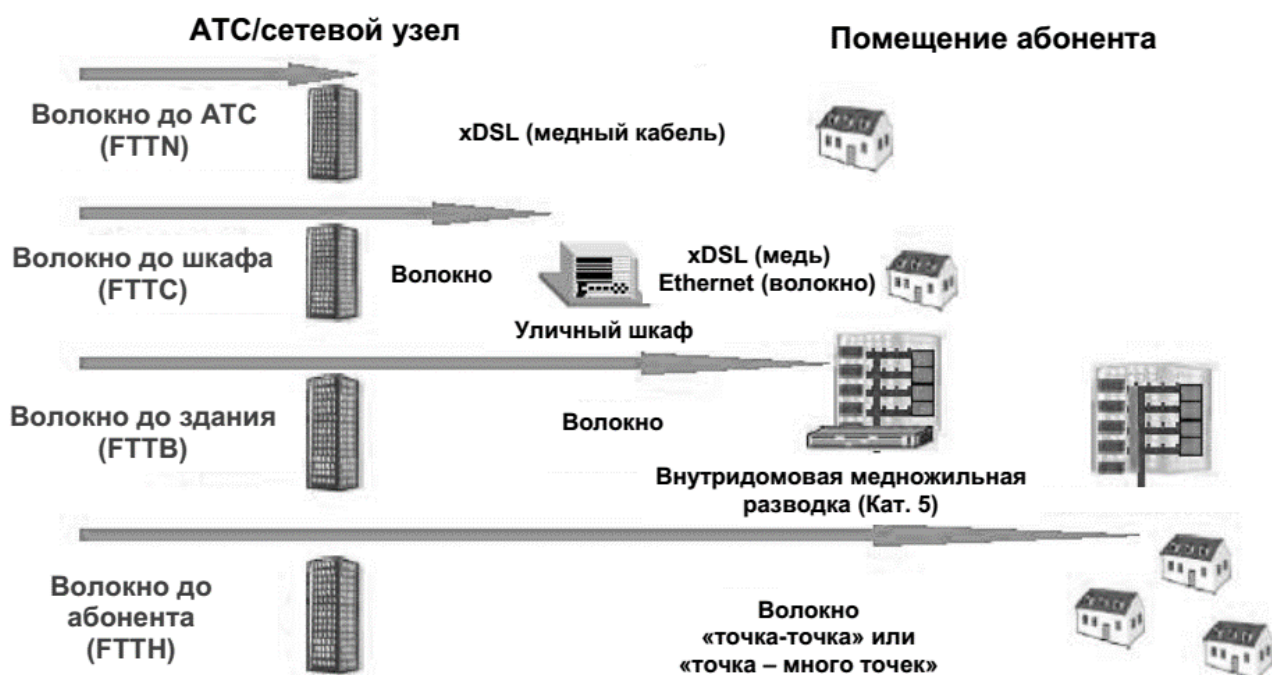 АТС/сетевой узел
Помещение абонента
Волокно до АТС
(FTTN)
xDSL (медный кабель)
Волокно до шкафа
(FTTC)
Волокно
xDSL (медь)
Ethernet (волокно)
Уличный шкаф
Волокно до здания
(FTTB)
Волокно
Внутридомовая медножильная
разводка (Кат. 5)
Волокно до
абонента
(FTTH)
Волокно
«точка-точка» или
«точка – много точек»